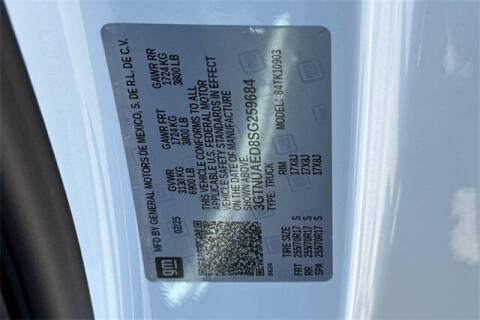 MFD BY GENERAL MOTORS DE MEXICO, S. DE R.L. DE C.V.
02/25 GVWR GAWR FRT GAWR RR
3130 KG 1724 KG 1724 KG
6900 LB 3800 LB 3800 LB
THIS VEHICLE CONFORMS TO ALL
APPLICABLE U.S. FEDERAL MOTOR
VEHICLE SAFETY STANDARDS IN EFFECT
ON THE DATE OF MANUFACTURE
SHOWN ABOVE.
3GTNUAED8SG259684
TYPE: TRUCK MODEL: 84TK10903
TIRE SIZE RIM
FRT 255/70R17 S 17X8J
RR 255/70R17 S 17X8J
SPA 255/70R17 S 17X8J
gm